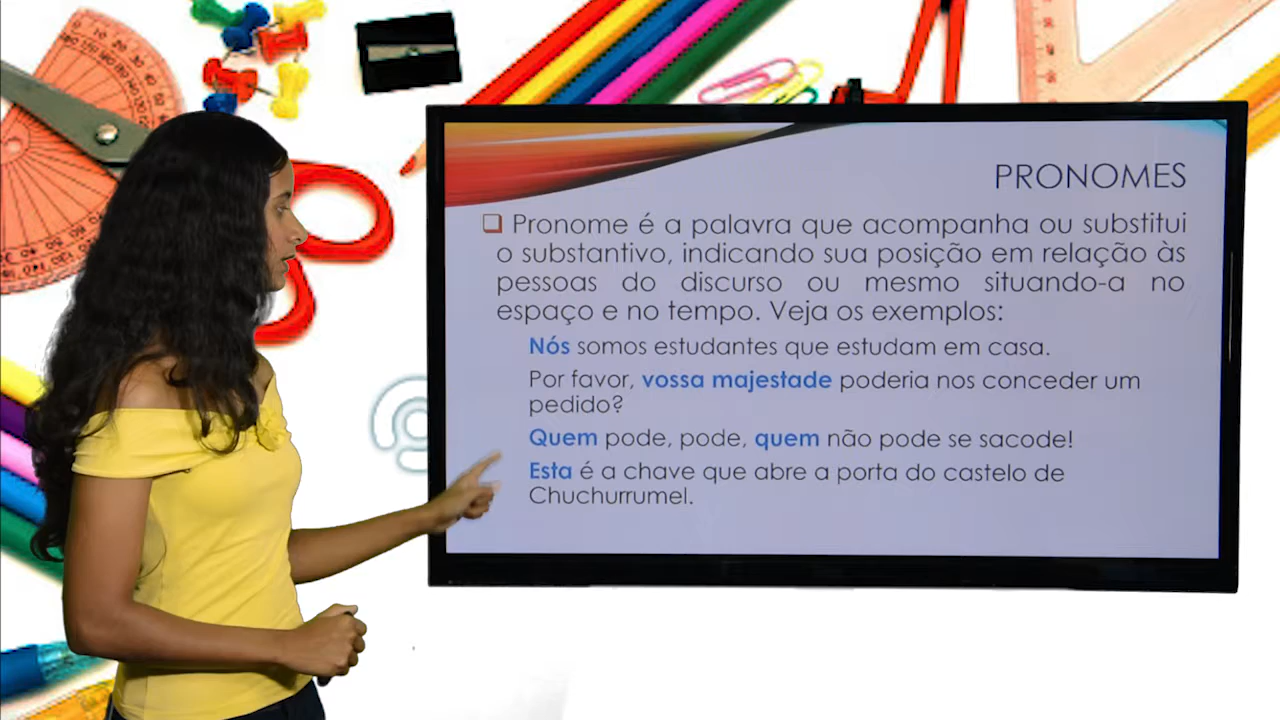 PRONOMES
Pronome é a palavra que acompanha ou substitui
o substantivo, indicando sua posição em relação às
pessoas do discurso ou mesmo situando-a no
espaço e no tempo. Veja os exemplos:
Nós somos estudantes que estudam em casa.
Por favor, vossa majestade poderia nos conceder um
pedido?
Quem pode, pode, quem não pode se sacode!
Esta é a chave que abre a porta do castelo de
Chuchurrumel.